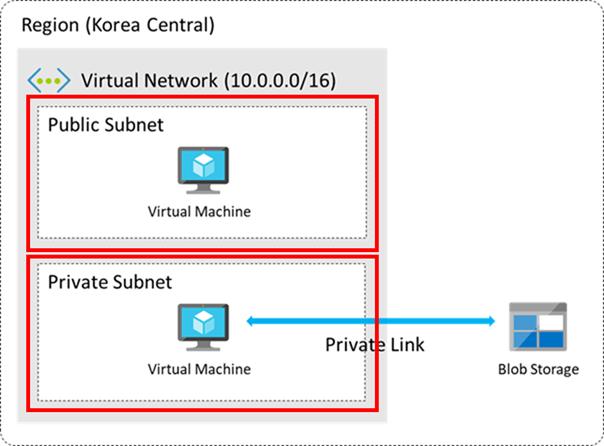 Region (Korea Central)
Virtual Network (10.0.0.0/16)
Public Subnet
Virtual Machine
Private Subnet
Private Link
Virtual Machine
Blob Storage